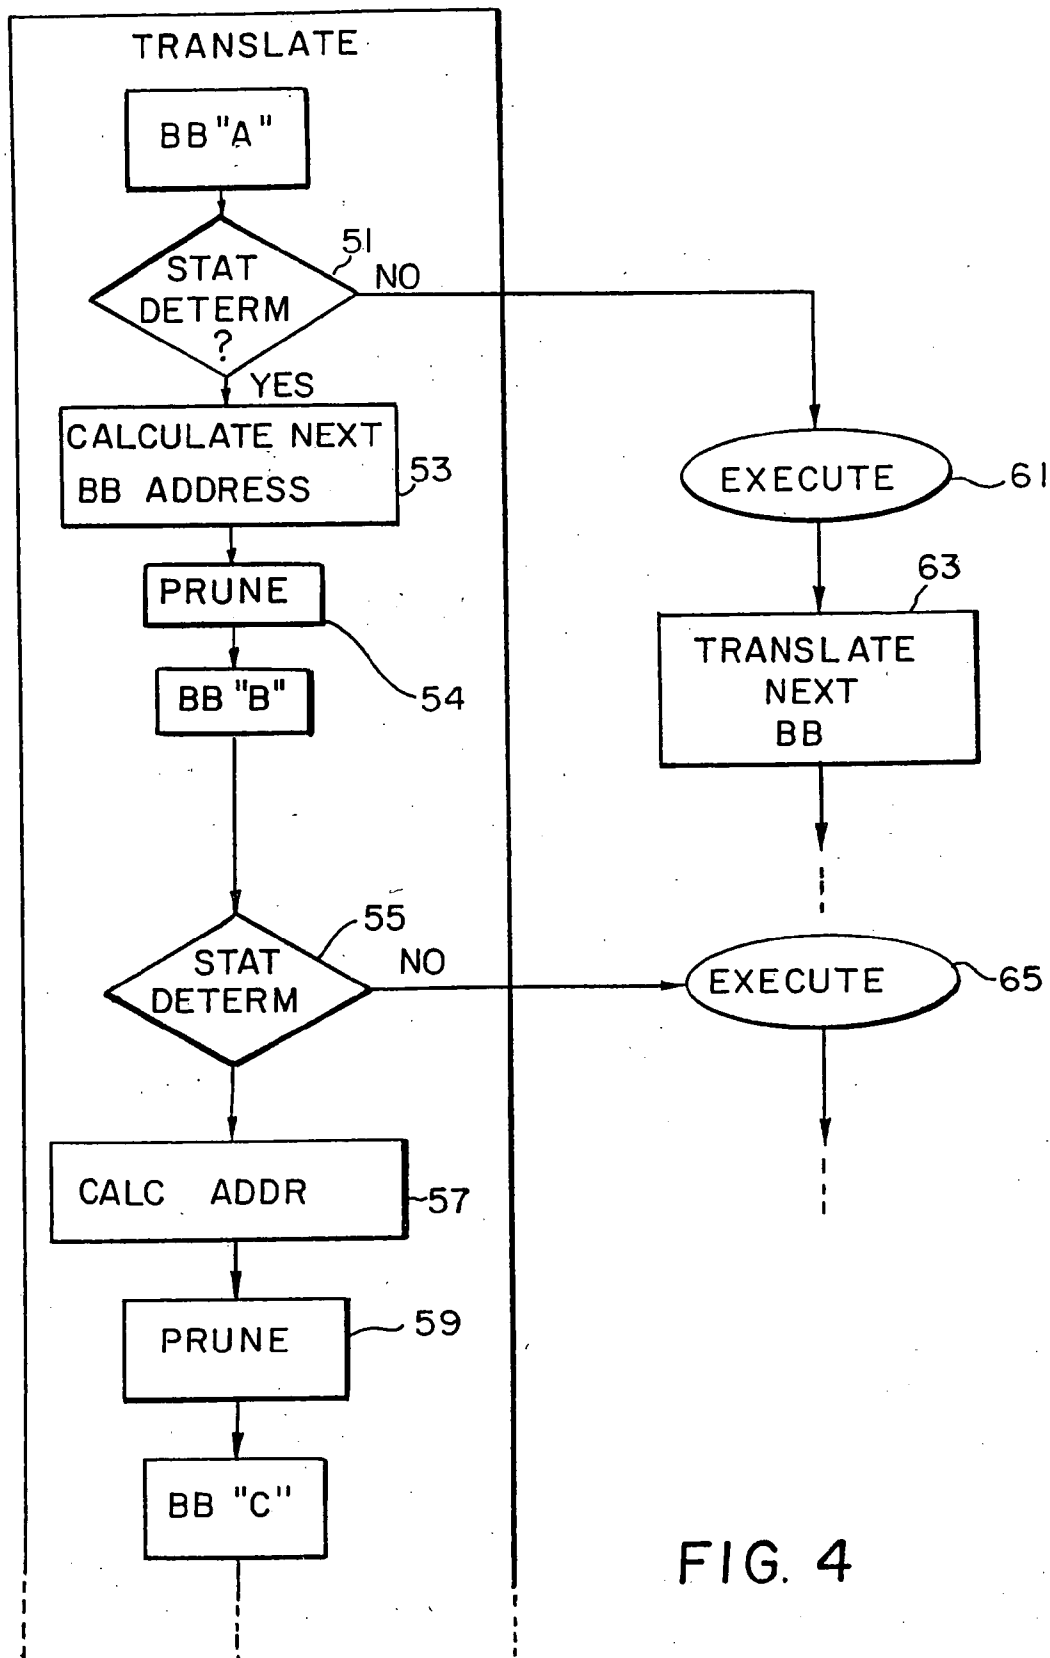 TRANSLATE
BB "A"
51
STAT
DETERM
?
NO
YES
CALCULATE NEXT
BB ADDRESS
53
EXECUTE
61
PRUNE
54
63
TRANSLATE
NEXT
BB
BB "B"
55
STAT
DETERM
NO
EXECUTE
65
CALC ADDR
57
PRUNE
59
BB "C"
FIG. 4